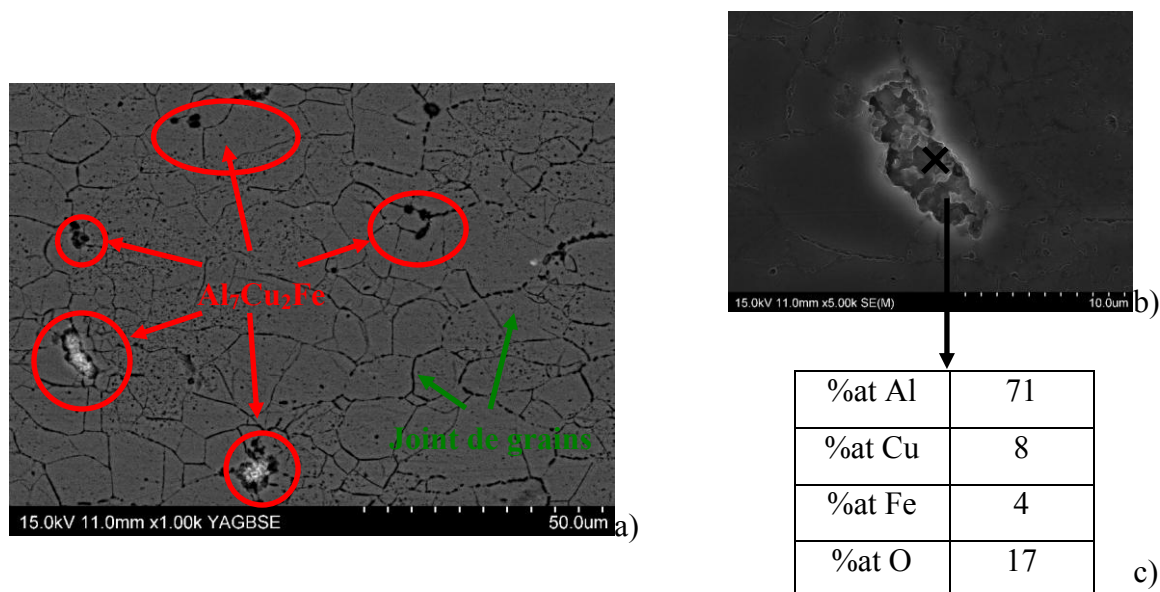 Al₇Cu₂Fe
Joint de grains
15.0kV 11.0mm x1.00k YAGBSE 50.0um
a)
15.0kV 11.0mm x5.00k SE(M) 10.0um
b)
%at Al 71
%at Cu 8
%at Fe 4
%at O 17
c)